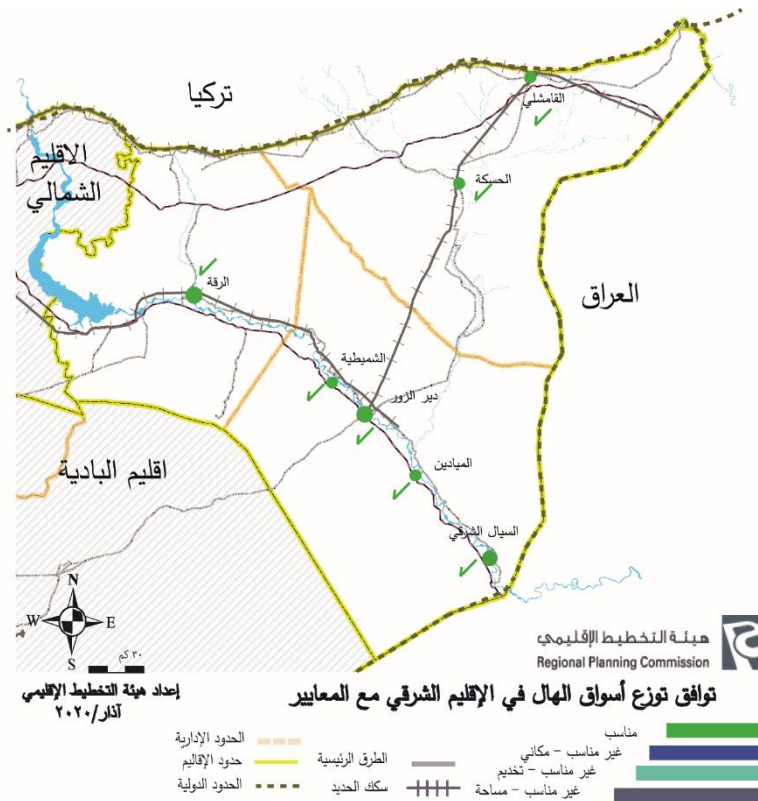 تركيا
القامشلي
الاقليم
الشمالي
الحسكة
العراق
الرقة
الشميطية
دير الزور
اقليم البادية
الميادين
السيال الشرقي
N
W E
S
٣٠ كم
هيئة التخطيط الإقليمي
Regional Planning Commission
إعداد هيئة التخطيط الإقليمي
آذار/٢٠٢٠
توافق توزع أسواق الهال في الإقليم الشرقي مع المعايير
مناسب
غير مناسب - مكاني
غير مناسب - تخديم
غير مناسب - مساحة
الطرق الرئيسية
سكك الحديد
الحدود الإدارية
حدود الإقاليم
الحدود الدولية